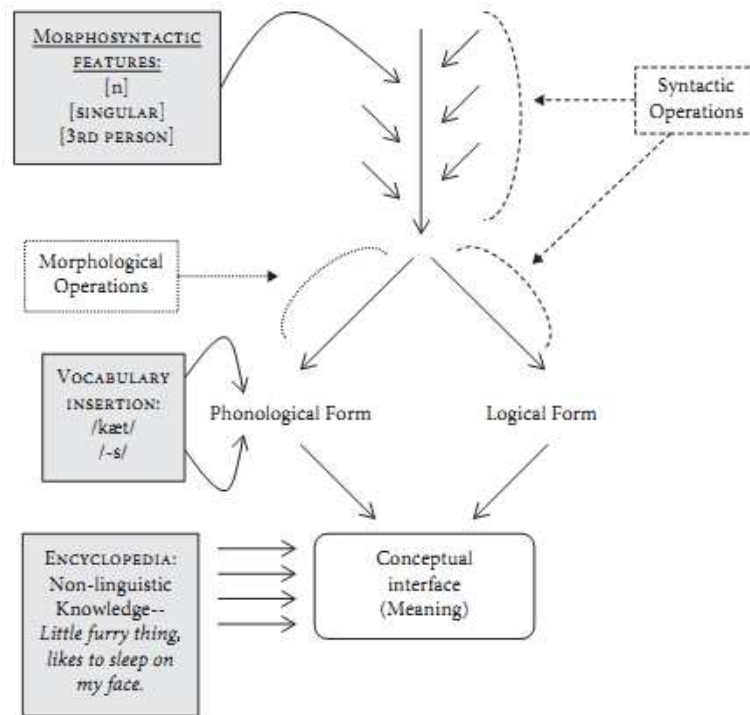 MORPHOSYNTACTIC
FEATURES:
[n]
[SINGULAR]
[3RD PERSON]
Syntactic
Operations
Morphological
Operations
VOCABULARY
INSERTION:
/kæt/
/-s/
Phonological Form
Logical Form
ENCYCLOPEDIA:
Non-linguistic
Knowledge--
Little furry thing,
likes to sleep on
my face.
Conceptual
interface
(Meaning)